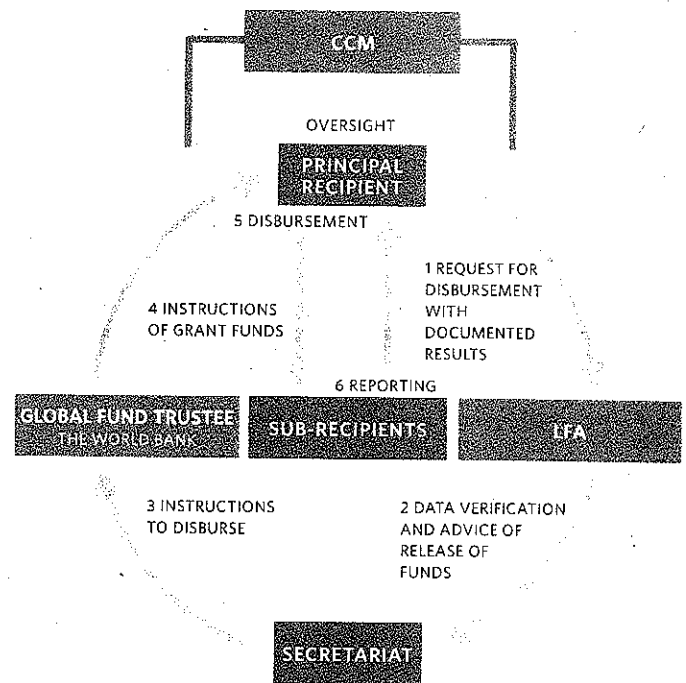 CCM
OVERSIGHT
PRINCIPAL
RECIPIENT
5 DISBURSEMENT
1 REQUEST FOR
DISBURSEMENT
WITH
DOCUMENTED
RESULTS
4 INSTRUCTIONS
OF GRANT FUNDS
6 REPORTING
GLOBAL FUND TRUSTEE
THE WORLD BANK
SUB-RECIPIENTS
LFA
3 INSTRUCTIONS
TO DISBURSE
2 DATA VERIFICATION
AND ADVICE OF
RELEASE OF
FUNDS
SECRETARIAT